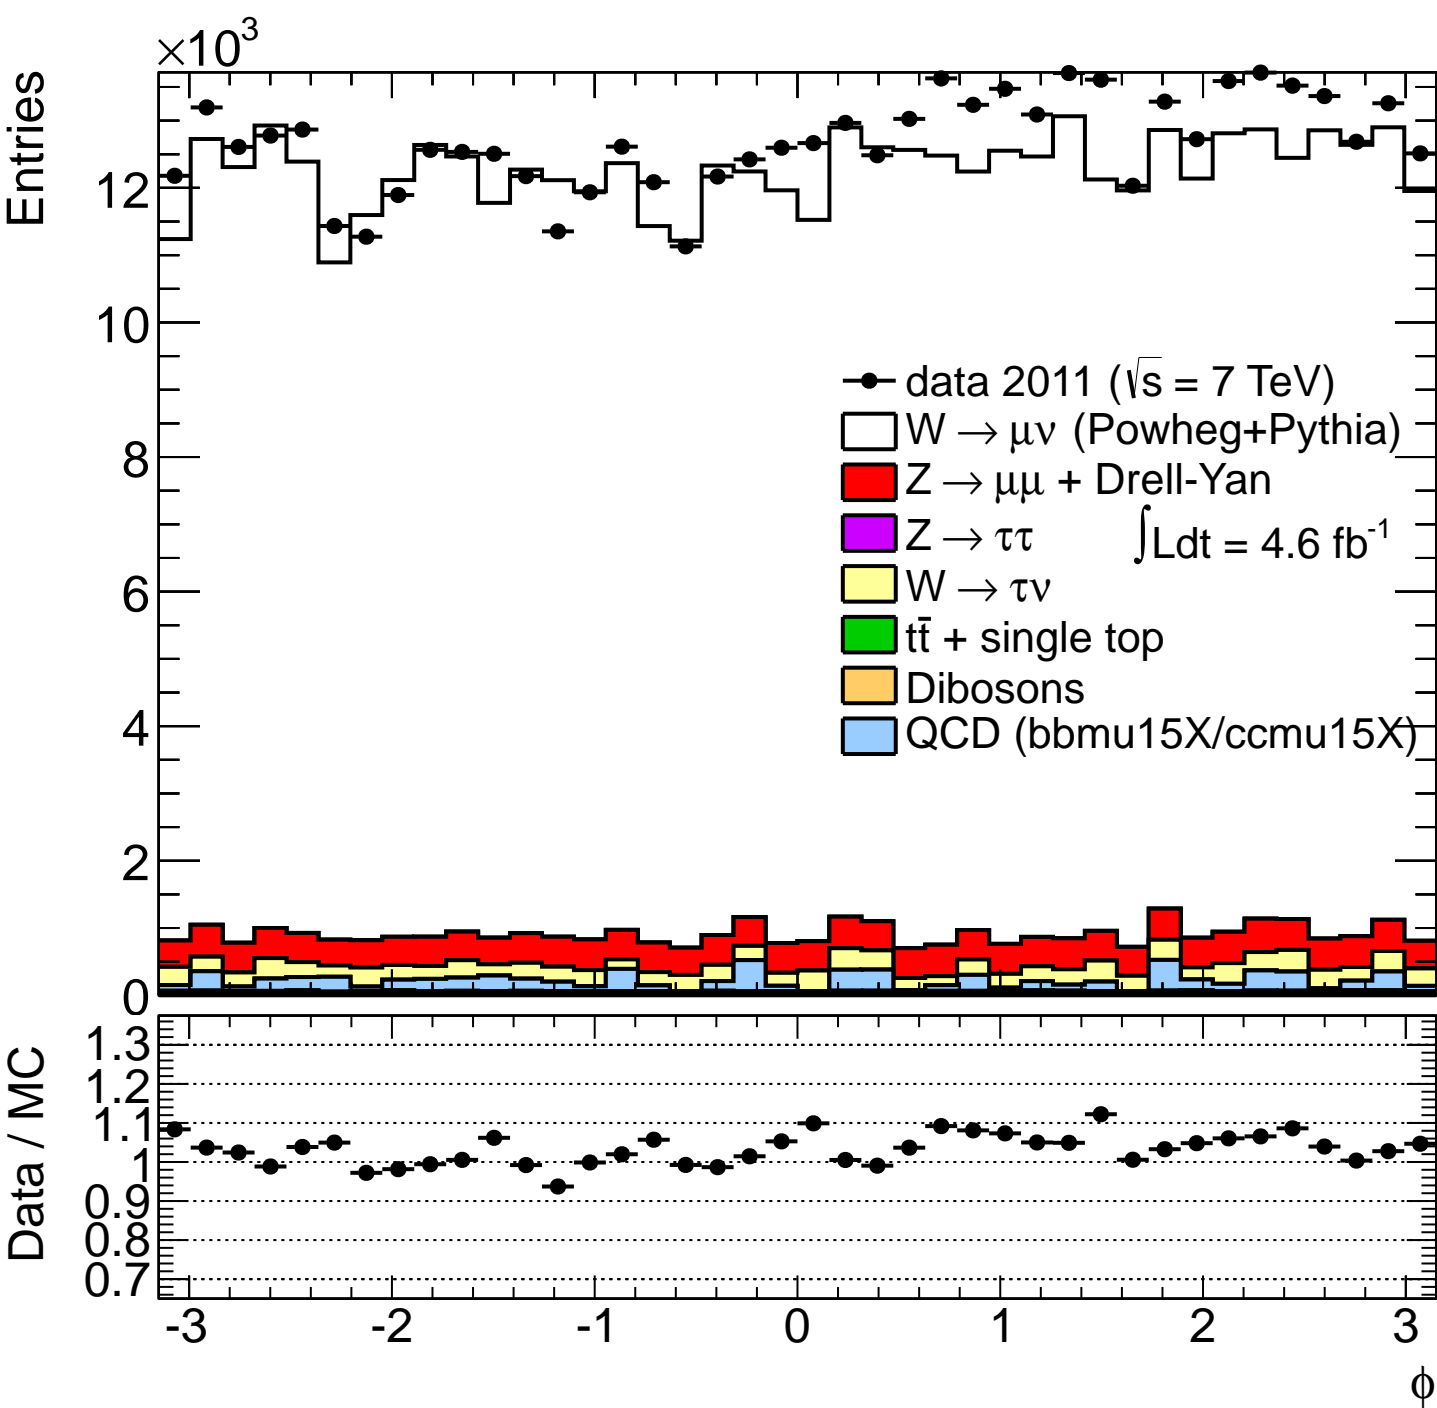 ×10³
Entries
12
10
8
6
4
2
0
data 2011 (√s = 7 TeV)
W → μν (Powheg+Pythia)
Z → μμ + Drell-Yan
Z → ττ
∫Ldt = 4.6 fb⁻¹
W → τν
tt̄ + single top
Dibosons
QCD (bbmu15X/ccmu15X)
Data / MC
1.3
1.2
1.1
1
0.9
0.8
0.7
-3 -2 -1 0 1 2 3
ϕ